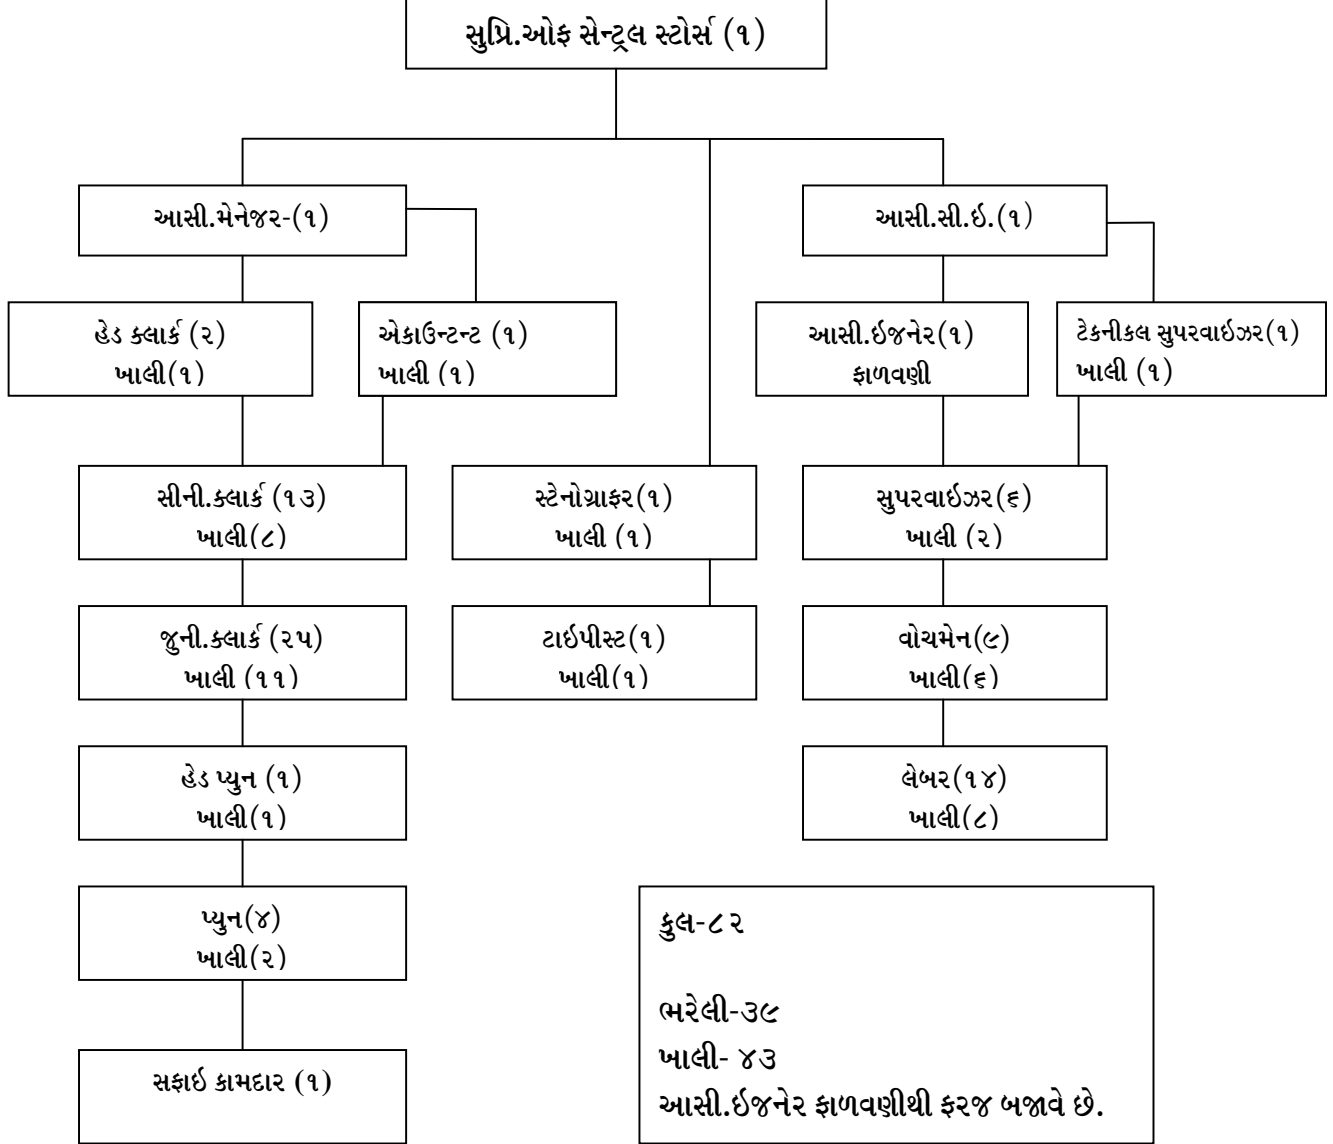 સુપ્રિ.ઓફ સેન્ટ્રલ સ્ટોર્સ (૧)
આસી.મેનેજર-(૧)
આસી.સી.ઇ.(૧)
હેડ ક્લાર્ક (૨)
ખાલી(૧)
એકાઉન્ટન્ટ (૧)
ખાલી (૧)
આસી.ઇજનેર(૧)
ફાળવણી
ટેકનીકલ સુપરવાઇઝર(૧)
ખાલી (૧)
સીની.ક્લાર્ક (૧૩)
ખાલી(૮)
સ્ટેનોગ્રાફર(૧)
ખાલી (૧)
સુપરવાઇઝર(૬)
ખાલી (૨)
જુની.ક્લાર્ક (૨૫)
ખાલી (૧૧)
ટાઇપીસ્ટ(૧)
ખાલી(૧)
વોચમેન(૯)
ખાલી(૬)
હેડ પ્યુન (૧)
ખાલી(૧)
લેબર(૧૪)
ખાલી(૮)
પ્યુન(૪)
ખાલી(૨)
સફાઇ કામદાર (૧)
કુલ-૮૨
ભરેલી-૩૯
ખાલી- ૪૩
આસી.ઇજનેર ફાળવણીથી ફરજ બજાવે છે.